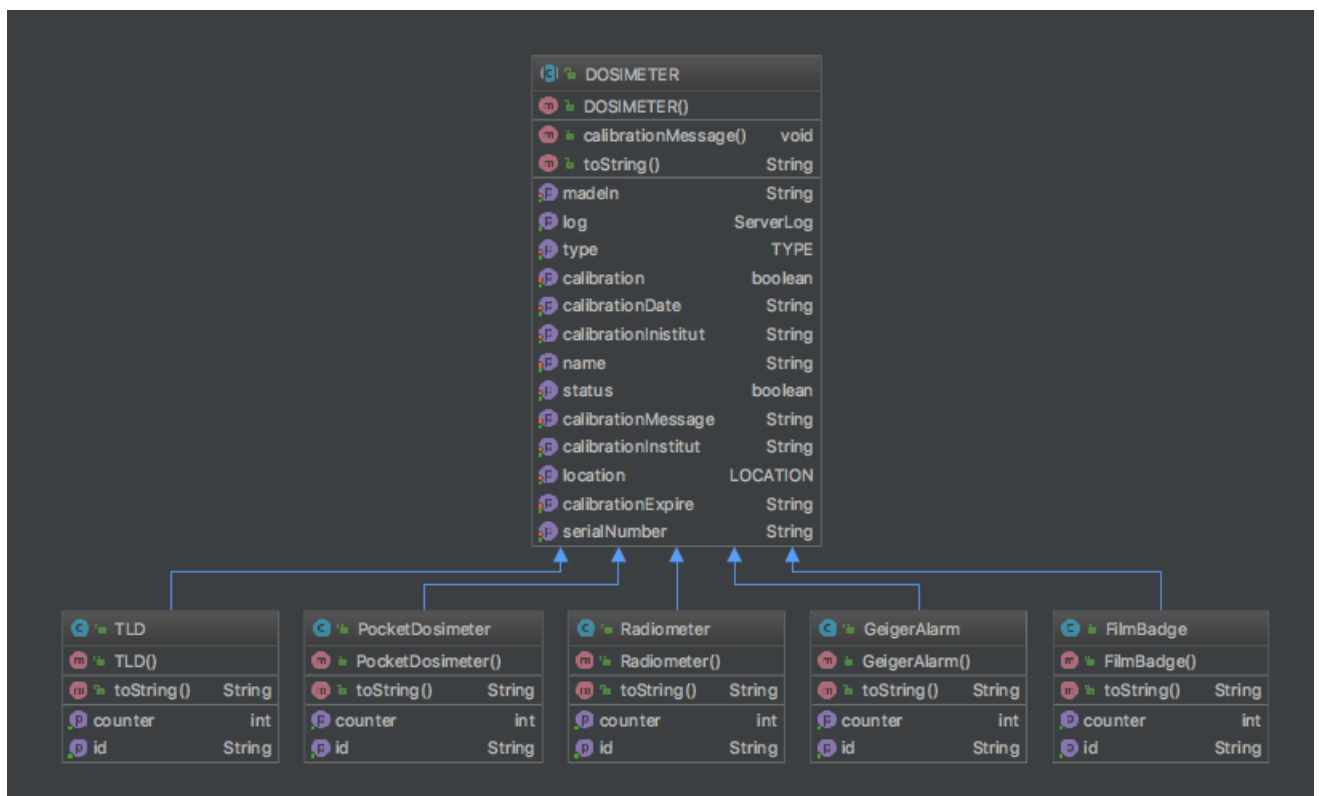 DOSIMETER
DOSIMETER()
calibrationMessage() void
toString() String
madeIn String
log ServerLog
type TYPE
calibration boolean
calibrationDate String
calibrationInistitut String
name String
status boolean
calibrationMessage String
calibrationInstitut String
location LOCATION
calibrationExpire String
serialNumber String
TLD
TLD()
toString() String
counter int
id String
PocketDosimeter
PocketDosimeter()
toString() String
counter int
id String
Radiometer
Radiometer()
toString() String
counter int
id String
GeigerAlarm
GeigerAlarm()
toString() String
counter int
id String
FilmBadge
FilmBadge()
toString() String
counter int
id String